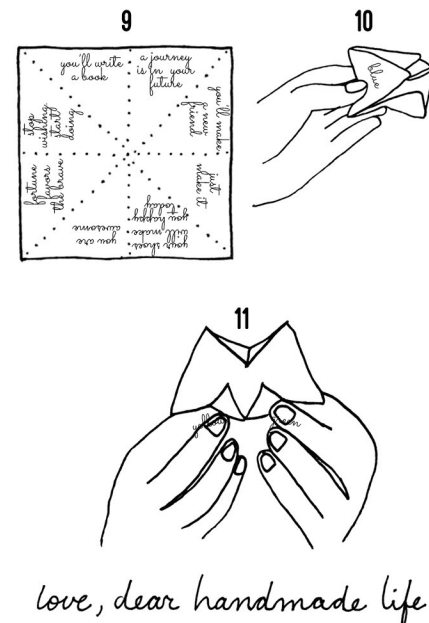 9
10
you'll write
a book
a journey
is in your
future
you'll make
a new
friend
just
make it
your shoes
will make
you happy
today
you are
awesome
fortune
favors
the brave
stop
wishing
start
doing
blue
11
yellow
green
love, dear handmade life